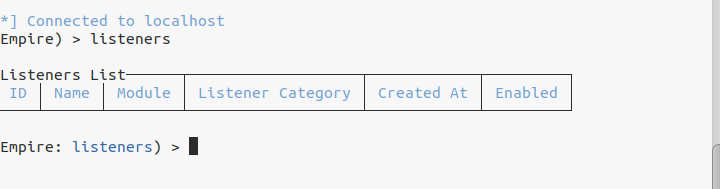 *] Connected to localhost
Empire) > listeners
Listeners List
ID Name Module Listener Category Created At Enabled
Empire: listeners) >